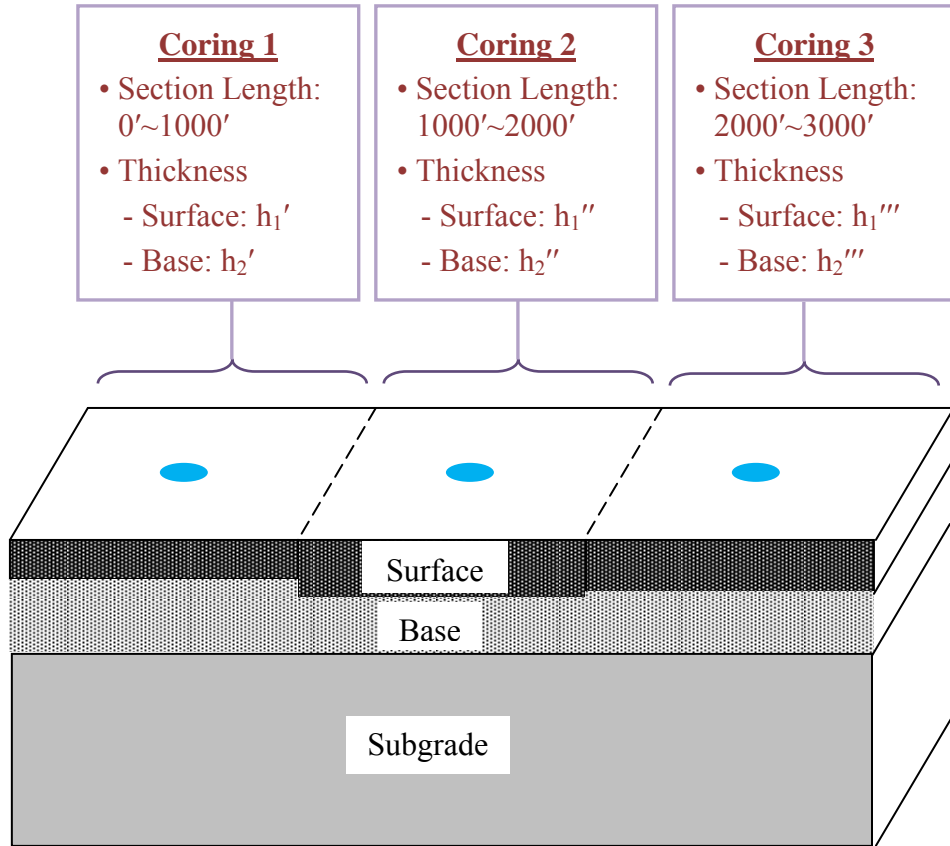 Coring 1
• Section Length:
0′~1000′
• Thickness
- Surface: h₁′
- Base: h₂′
Coring 2
• Section Length:
1000′~2000′
• Thickness
- Surface: h₁″
- Base: h₂″
Coring 3
• Section Length:
2000′~3000′
• Thickness
- Surface: h₁‴
- Base: h₂‴
Surface
Base
Subgrade